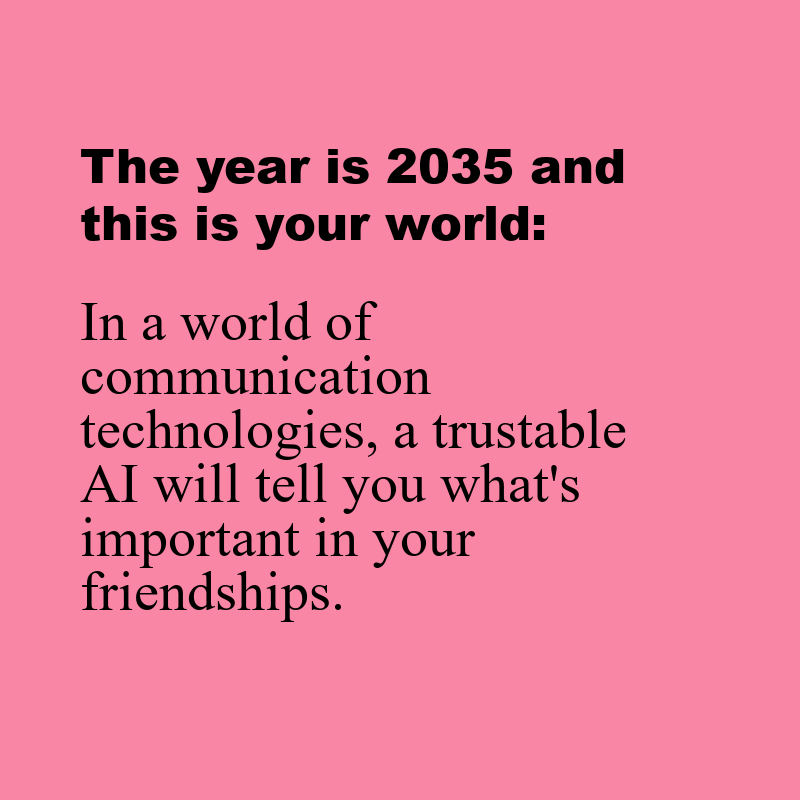 The year is 2035 and
this is your world:
In a world of
communication
technologies, a trustable
AI will tell you what's
important in your
friendships.